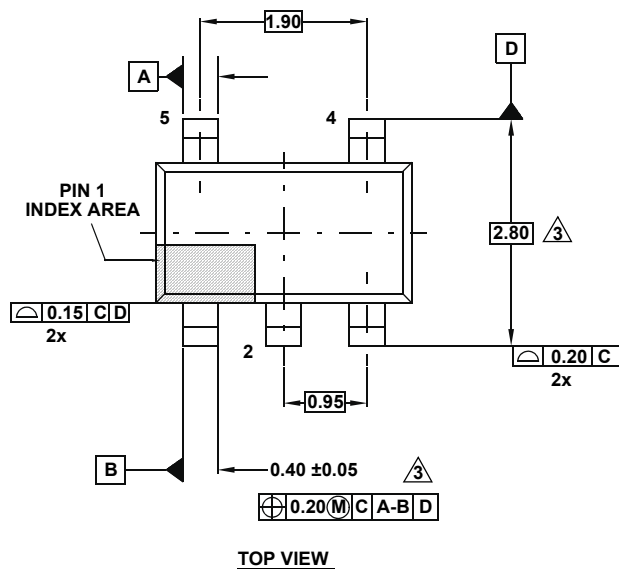 1.90
D
A
5
4
PIN 1
INDEX AREA
2.80 3
0.15 C D
2x
2
0.20 C
2x
0.95
B
0.40 ±0.05 3
0.20 M C A-B D
TOP VIEW